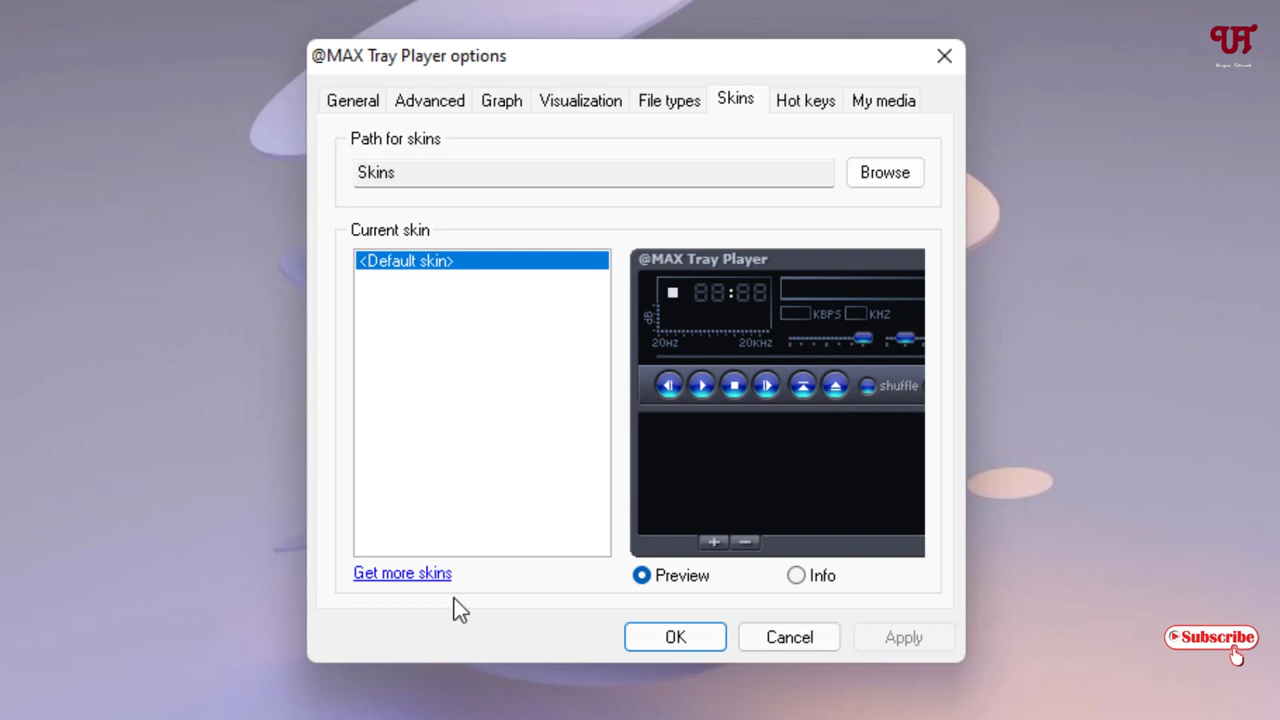 @MAX Tray Player options
General Advanced Graph Visualization File types Skins Hot keys My media
Path for skins
Skins Browse
Current skin
<Default skin>
@MAX Tray Player
88:88
dB
KBPS KHZ
20HZ 20KHZ
shuffle
Get more skins
Preview Info
OK Cancel Apply
Subscribe